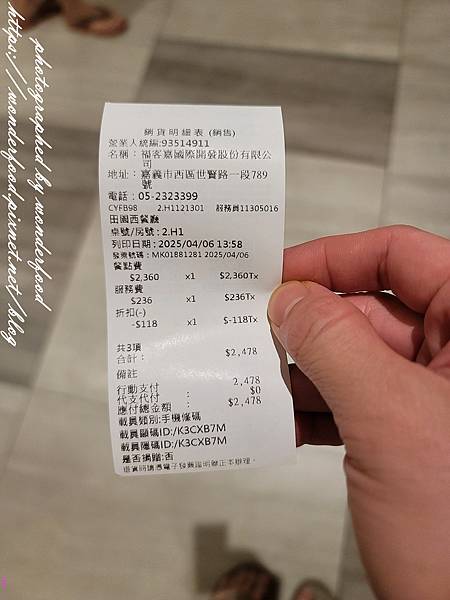 photographed by wonderfood
https://wonderfood.pixnet.net/blog
銷貨明細表 (銷售)
營業人統編:93514911
名稱：福客嘉國際開發股份有限公
司
地址：嘉義市西區世賢路一段789
號
電話：05-2323399
CYFB98 2.H1121301 服務員11305016
田園西餐廳
桌號/房號：2.H1
列印日期：2025/04/06 13:58
發票號碼：MK01881281 2025/04/06
餐點費
$2,360 x1 $2,360Tx
服務費
$236 x1 $236Tx
折扣(-)
-$118 x1 $-118Tx
共3項
合計： $2,478
備註
行動支付 2,478
代支代付 : $0
應付總金額 : $2,478
載具類別:手機條碼
載具顯碼ID:/K3CXB7M
載具隱碼ID:/K3CXB7M
是否捐贈:否